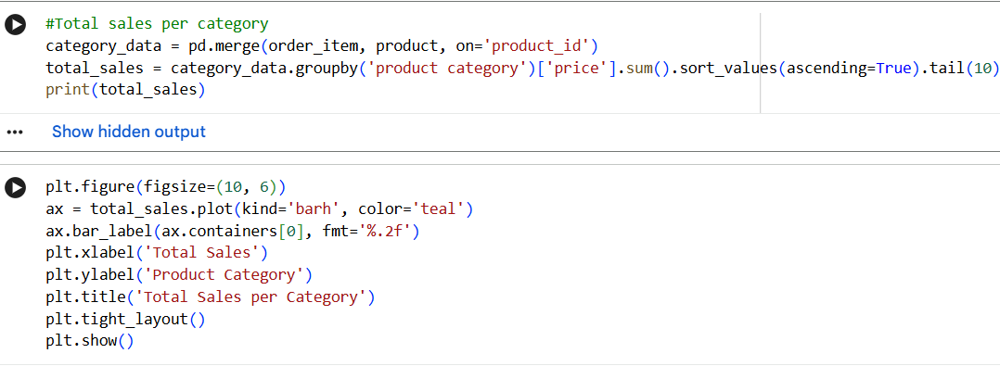 #Total sales per category
category_data = pd.merge(order_item, product, on='product_id')
total_sales = category_data.groupby('product category')['price'].sum().sort_values(ascending=True).tail(10)
print(total_sales)
Show hidden output
plt.figure(figsize=(10, 6))
ax = total_sales.plot(kind='barh', color='teal')
ax.bar_label(ax.containers[0], fmt='%.2f')
plt.xlabel('Total Sales')
plt.ylabel('Product Category')
plt.title('Total Sales per Category')
plt.tight_layout()
plt.show()